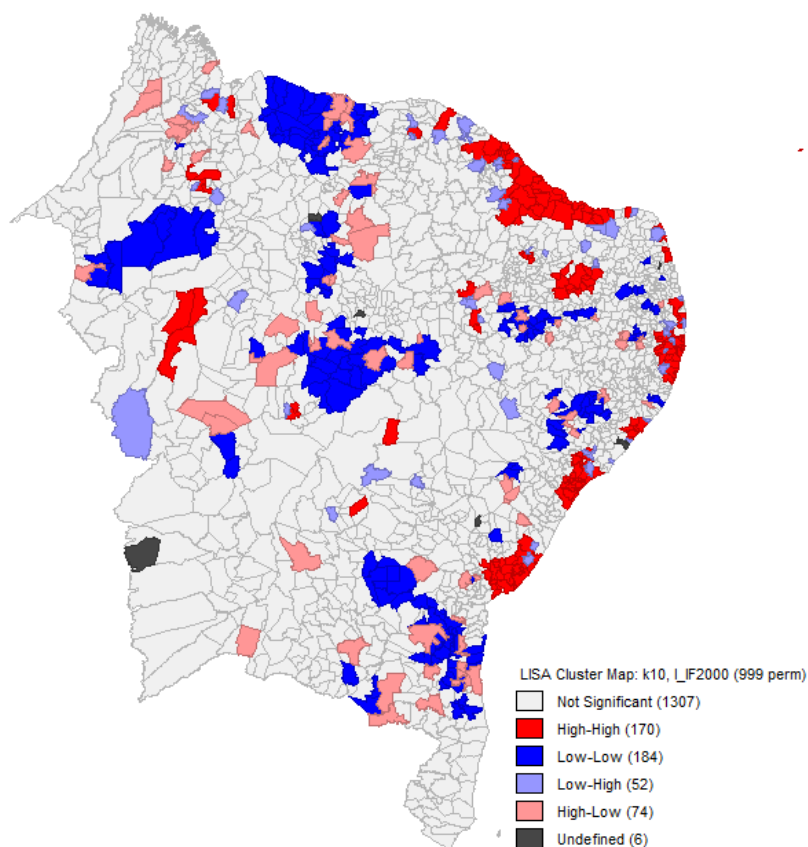 LISA Cluster Map: k10, I_IF2000 (999 perm)
Not Significant (1307)
High-High (170)
Low-Low (184)
Low-High (52)
High-Low (74)
Undefined (6)